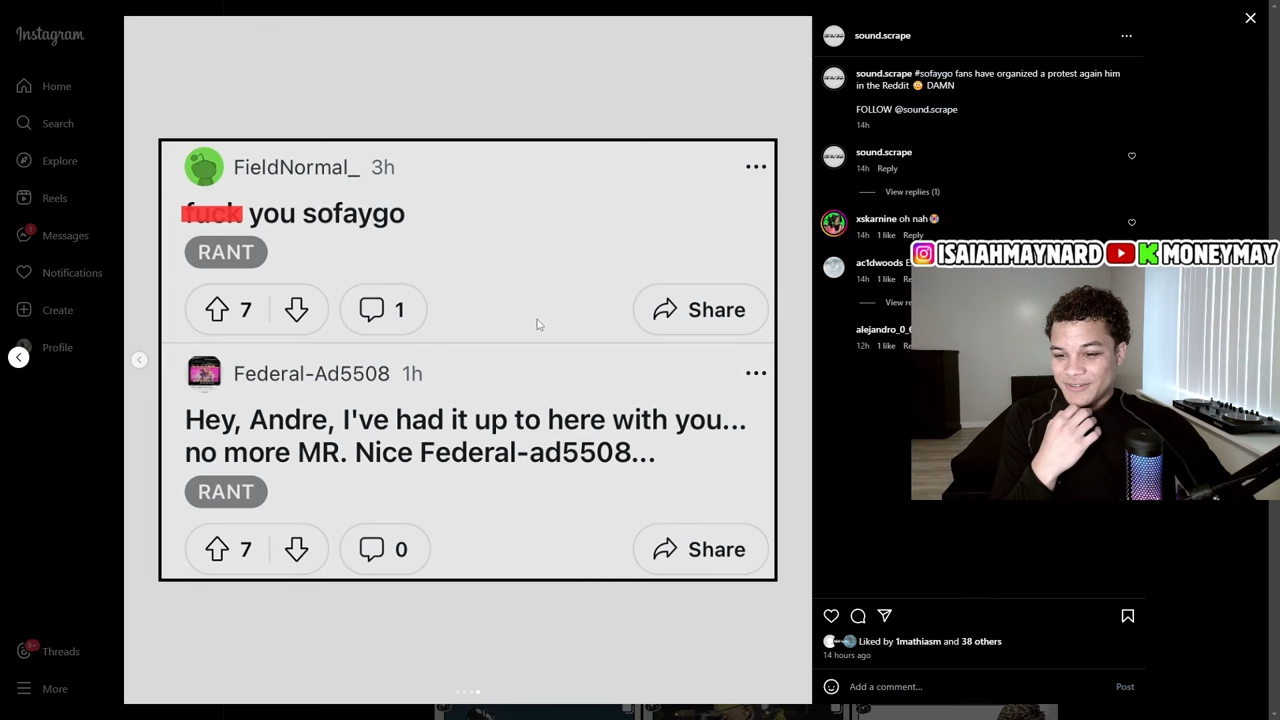 Instagram
Home
Search
Explore
Reels
1
Messages
Notifications
Create
Profile
9+
Threads
More
FieldNormal_ 3h
fuck you sofaygo
RANT
7
1
Share
Federal-Ad5508 1h
Hey, Andre, I've had it up to here with you...
no more MR. Nice Federal-ad5508...
RANT
7
0
Share
sound.scrape
sound.scrape #sofaygo fans have organized a protest again him
in the Reddit DAMN
FOLLOW @sound.scrape
14h
sound.scrape
14h Reply
View replies (1)
xskarnine oh nah
14h 1 like Reply
ISAIAHMAYNARD K MONEYMAY
ac1dwoods
14h 1 like
View
alejandro_0_
12h 1 like
Liked by 1mathiasm and 38 others
14 hours ago
Add a comment...
Post